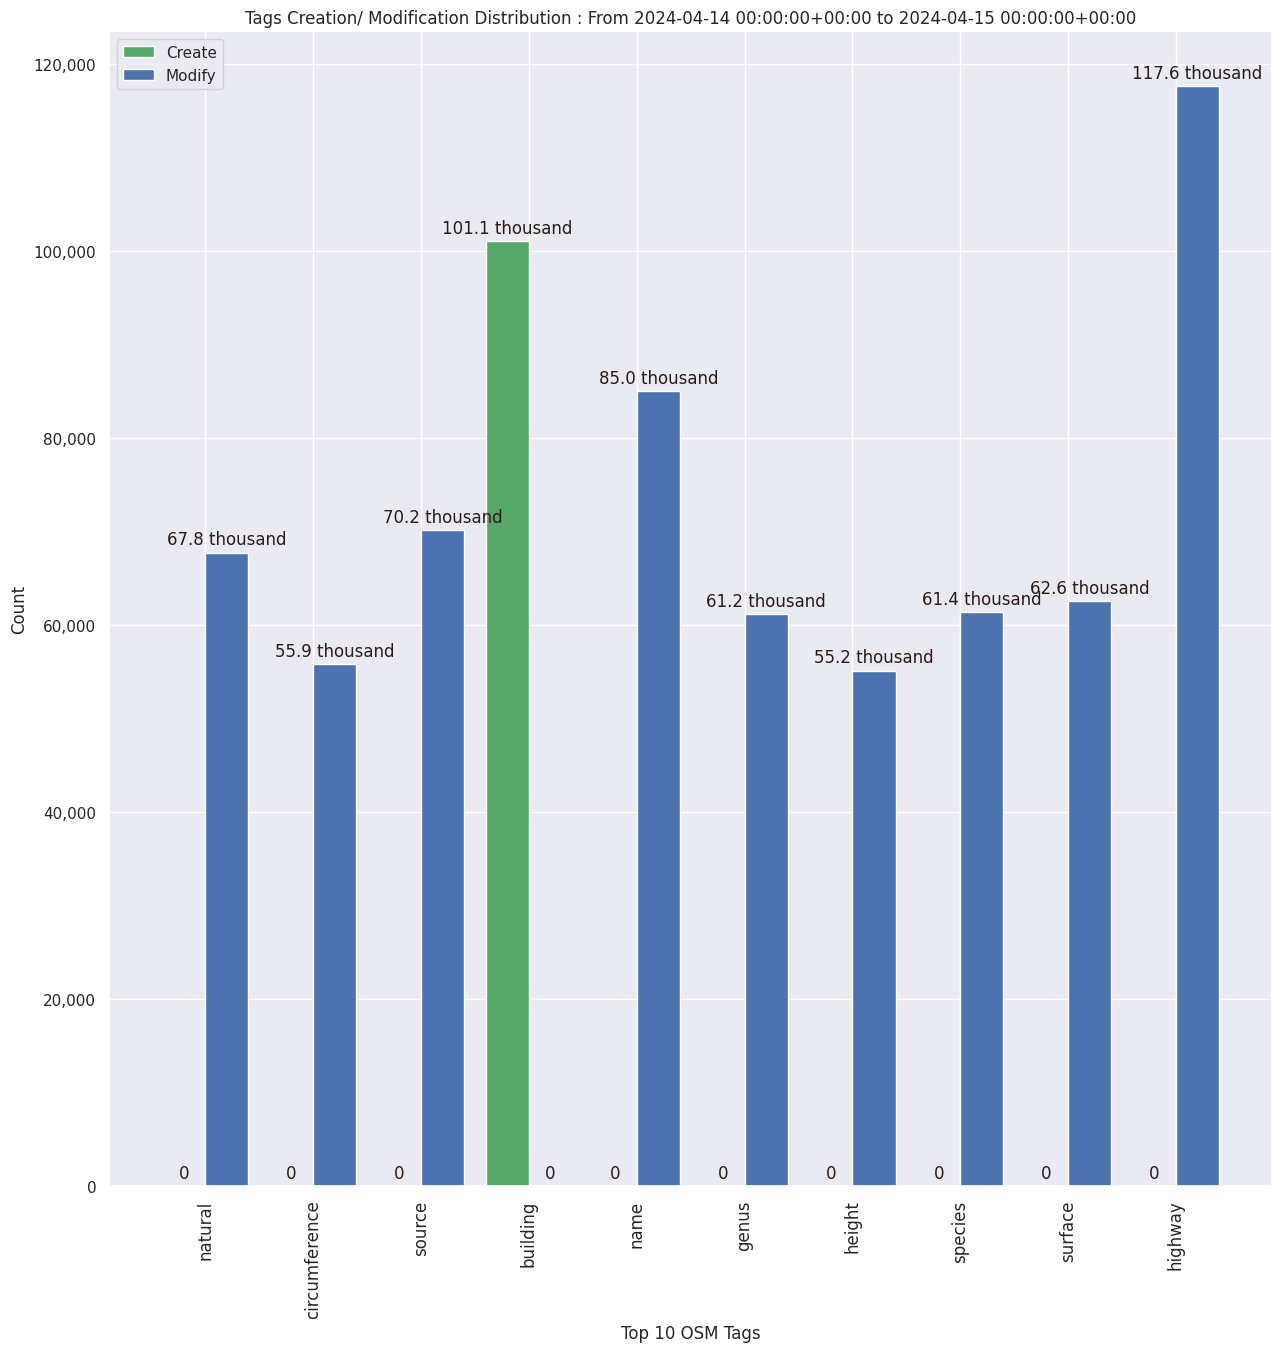 Tags Creation/ Modification Distribution : From 2024-04-14 00:00:00+00:00 to 2024-04-15 00:00:00+00:00
Create
Modify
120,000
100,000
80,000
60,000
40,000
20,000
0
Count
117.6 thousand
101.1 thousand
85.0 thousand
70.2 thousand
67.8 thousand
62.6 thousand
61.4 thousand
61.2 thousand
55.9 thousand
55.2 thousand
0
0
0
0
0
0
0
0
0
0
natural
circumference
source
building
name
genus
height
species
surface
highway
Top 10 OSM Tags